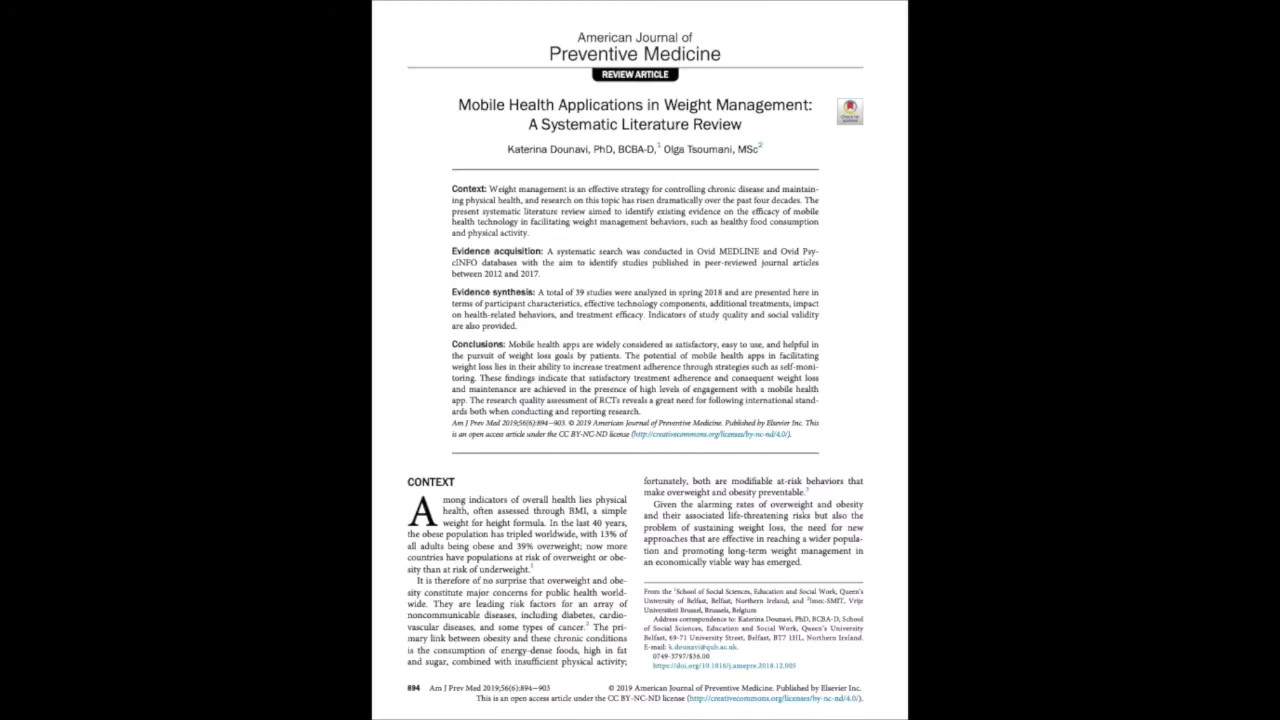 American Journal of
Preventive Medicine
REVIEW ARTICLE
Mobile Health Applications in Weight Management:
A Systematic Literature Review
Katerina Dounavi, PhD, BCBA-D,1 Olga Tsoumani, MSc2
Context: Weight management is an effective strategy for controlling chronic disease and maintain-
ing physical health, and research on this topic has risen dramatically over the past four decades. The
present systematic literature review aimed to identify existing evidence on the efficacy of mobile
health technology in facilitating weight management behaviors, such as healthy food consumption
and physical activity.
Evidence acquisition: A systematic search was conducted in Ovid MEDLINE and Ovid Psy-
cINFO databases with the aim to identify studies published in peer-reviewed journal articles
between 2012 and 2017.
Evidence synthesis: A total of 39 studies were analyzed in spring 2018 and are presented here in
terms of participant characteristics, effective technology components, additional treatments, impact
on health-related behaviors, and treatment efficacy. Indicators of study quality and social validity
are also provided.
Conclusions: Mobile health apps are widely considered as satisfactory, easy to use, and helpful in
the pursuit of weight loss goals by patients. The potential of mobile health apps in facilitating
weight loss lies in their ability to increase treatment adherence through strategies such as self-moni-
toring. These findings indicate that satisfactory treatment adherence and consequent weight loss
and maintenance are achieved in the presence of high levels of engagement with a mobile health
app. The research quality assessment of RCTs reveals a great need for following international stand-
ards both when conducting and reporting research.
Am J Prev Med 2019;56(6):894−903. © 2019 American Journal of Preventive Medicine. Published by Elsevier Inc. This
is an open access article under the CC BY-NC-ND license (http://creativecommons.org/licenses/by-nc-nd/4.0/).
CONTEXT
Among indicators of overall health lies physical
health, often assessed through BMI, a simple
weight for height formula. In the last 40 years,
the obese population has tripled worldwide, with 13% of
all adults being obese and 39% overweight; now more
countries have populations at risk of overweight or obe-
sity than at risk of underweight.1
It is therefore of no surprise that overweight and obe-
sity constitute major concerns for public health world-
wide. They are leading risk factors for an array of
noncommunicable diseases, including diabetes, cardio-
vascular diseases, and some types of cancer.2 The pri-
mary link between obesity and these chronic conditions
is the consumption of energy-dense foods, high in fat
and sugar, combined with insufficient physical activity;
fortunately, both are modifiable at-risk behaviors that
make overweight and obesity preventable.3
Given the alarming rates of overweight and obesity
and their associated life-threatening risks but also the
problem of sustaining weight loss, the need for new
approaches that are effective in reaching a wider popula-
tion and promoting long-term weight management in
an economically viable way has emerged.
From the 1School of Social Sciences, Education and Social Work, Queen's
University of Belfast, Belfast, Northern Ireland; and 2Imec-SMIT, Vrije
Universiteit Brussel, Brussels, Belgium
Address correspondence to: Katerina Dounavi, PhD, BCBA-D, School
of Social Sciences, Education and Social Work, Queen's University
Belfast, 69-71 University Street, Belfast, BT7 1HL, Northern Ireland.
E-mail: k.dounavi@qub.ac.uk.
0749-3797/$36.00
https://doi.org/10.1016/j.amepre.2018.12.005
894 Am J Prev Med 2019;56(6):894−903
© 2019 American Journal of Preventive Medicine. Published by Elsevier Inc.
This is an open access article under the CC BY-NC-ND license (http://creativecommons.org/licenses/by-nc-nd/4.0/).